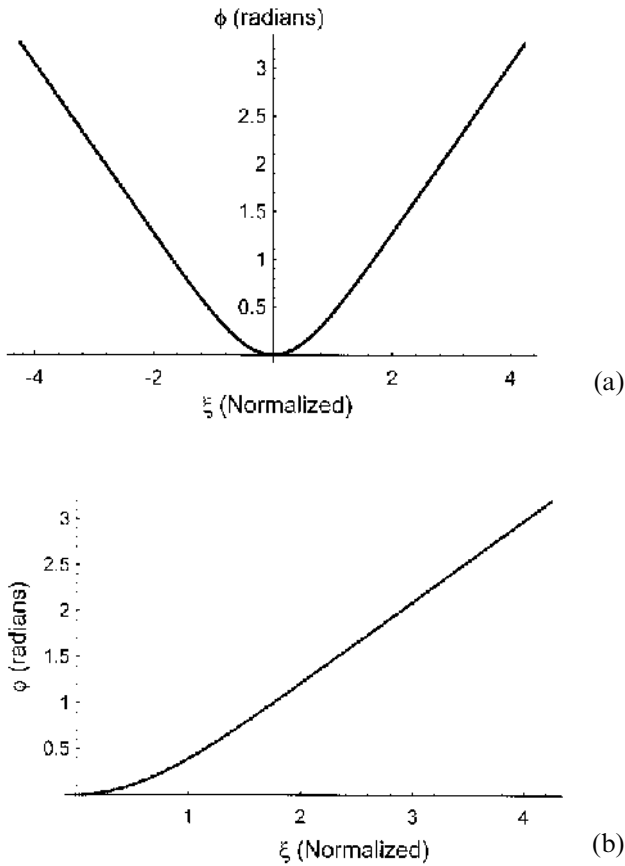 ϕ (radians)
3
2.5
2
1.5
1
0.5
-4 -2 2 4
ξ (Normalized)
(a)
3
2.5
2
1.5
1
0.5
φ (radians)
1 2 3 4
ξ (Normalized)
(b)